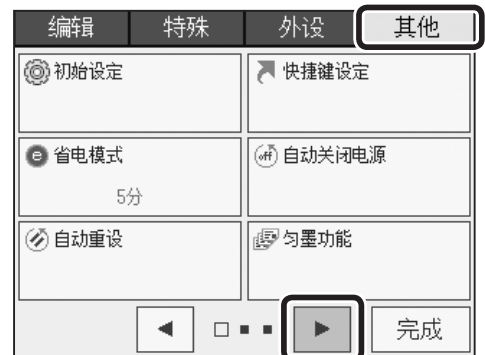 编辑 特殊 外设 其他
初始设定 快捷键设定
省电模式 off 自动关闭电源
5分
自动重设 匀墨功能
完成